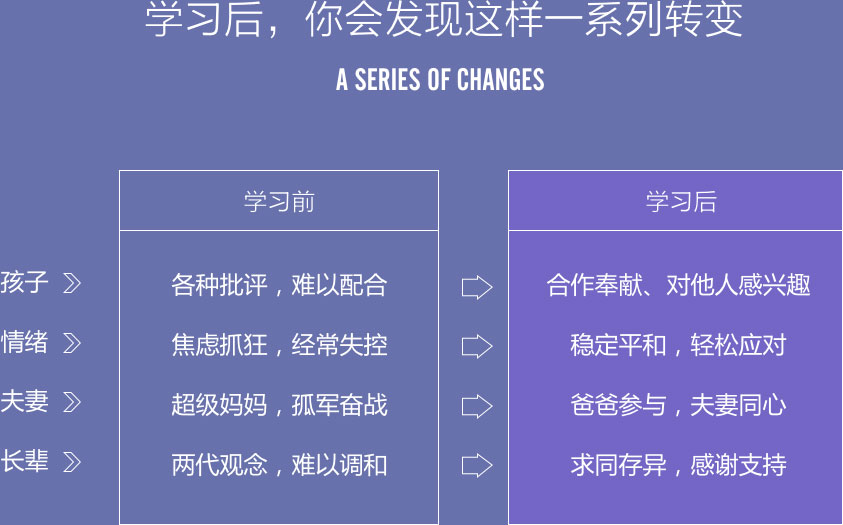 学习后，你会发现这样一系列转变
A SERIES OF CHANGES
学习前
学习后
孩子 各种批评，难以配合 合作奉献、对他人感兴趣
情绪 焦虑抓狂，经常失控 稳定平和，轻松应对
夫妻 超级妈妈，孤军奋战 爸爸参与，夫妻同心
长辈 两代观念，难以调和 求同存异，感谢支持